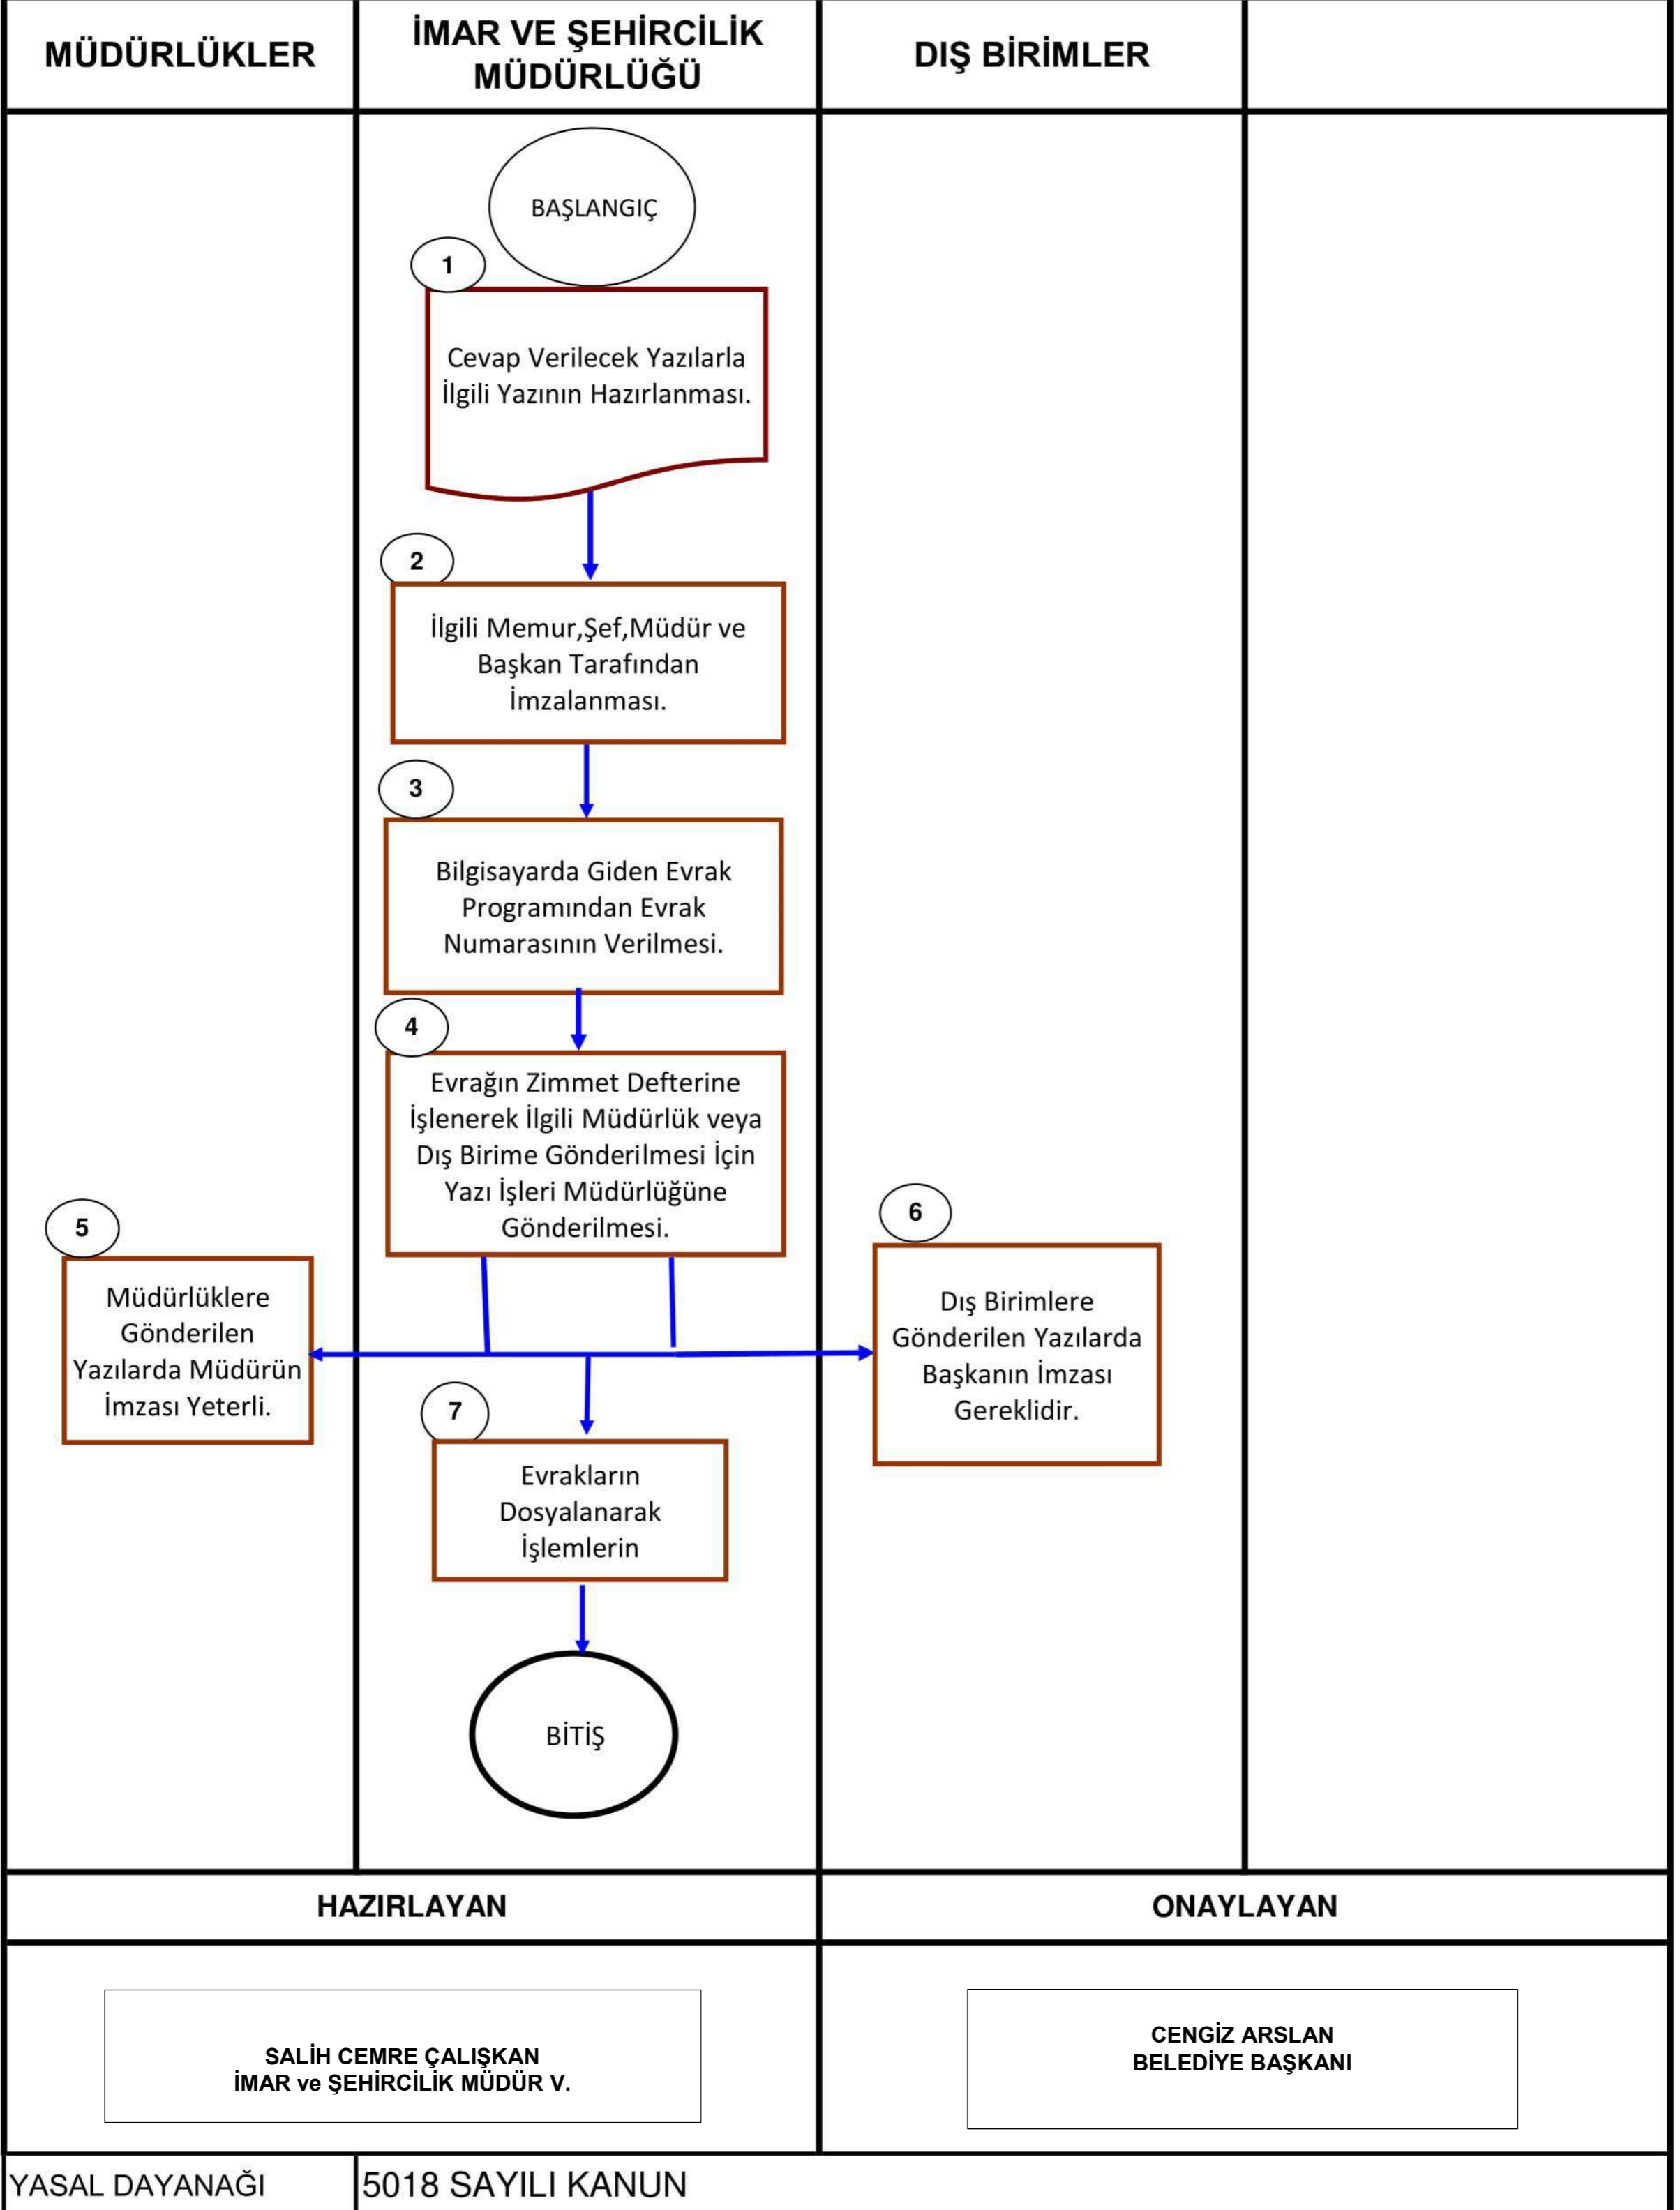 MÜDÜRLÜKLER
İMAR VE ŞEHİRCİLİK
MÜDÜRLÜĞÜ
DIŞ BİRİMLER
BAŞLANGIÇ
1
Cevap Verilecek Yazılarla
İlgili Yazının Hazırlanması.
2
İlgili Memur,Şef,Müdür ve
Başkan Tarafından
İmzalanması.
3
Bilgisayarda Giden Evrak
Programından Evrak
Numarasının Verilmesi.
4
Evrağın Zimmet Defterine
İşlenerek İlgili Müdürlük veya
Dış Birime Gönderilmesi İçin
Yazı İşleri Müdürlüğüne
Gönderilmesi.
5
Müdürlüklere
Gönderilen
Yazılarda Müdürün
İmzası Yeterli.
6
Dış Birimlere
Gönderilen Yazılarda
Başkanın İmzası
Gereklidir.
7
Evrakların
Dosyalanarak
İşlemlerin
BİTİŞ
HAZIRLAYAN
ONAYLAYAN
SALİH CEMRE ÇALIŞKAN
İMAR ve ŞEHİRCİLİK MÜDÜR V.
CENGİZ ARSLAN
BELEDİYE BAŞKANI
YASAL DAYANAĞI
5018 SAYILI KANUN